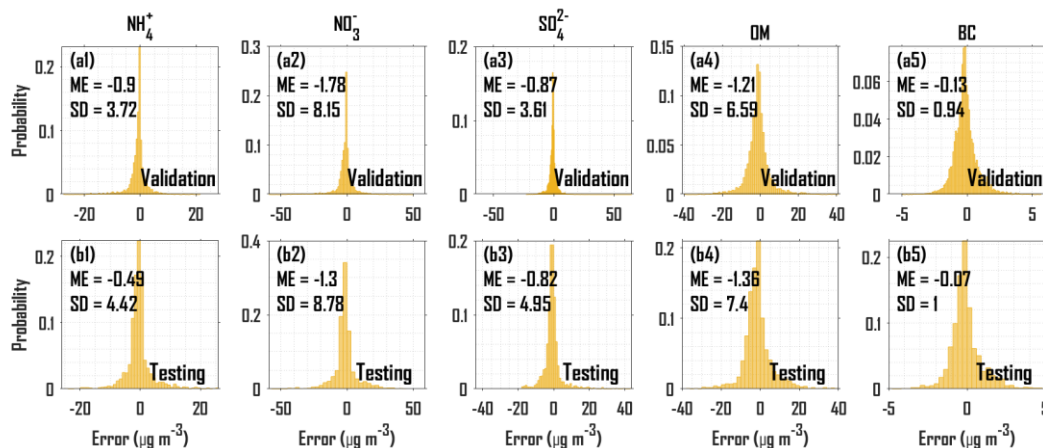 NH₄⁺ NO₃⁻ SO₄²⁻ OM BC
Probability
0.2 0.1 0
(a1)
ME = -0.9
SD = 3.72
Validation
-20 0 20
0.3 0.2 0.1 0
(a2)
ME = -1.78
SD = 8.15
Validation
-50 0 50
0.2 0.1 0
(a3)
ME = -0.87
SD = 3.61
Validation
-50 0 50
0.15 0.1 0.05 0
(a4)
ME = -1.21
SD = 6.59
Validation
-40 -20 0 20 40
0.06 0.04 0.02 0
(a5)
ME = -0.13
SD = 0.94
Validation
-5 0 5
Probability
0.2 0.1 0
(b1)
ME = -0.49
SD = 4.42
Testing
-20 0 20
Error (μg m⁻³)
0.4 0.2 0
(b2)
ME = -1.3
SD = 8.78
Testing
-50 0 50
Error (μg m⁻³)
0.2 0.1 0
(b3)
ME = -0.82
SD = 4.95
Testing
-40 -20 0 20 40
Error (μg m⁻³)
0.2 0.1 0
(b4)
ME = -1.36
SD = 7.4
Testing
-40 -20 0 20 40
Error (μg m⁻³)
0.2 0.1 0
(b5)
ME = -0.07
SD = 1
Testing
-5 0 5
Error (μg m⁻³)